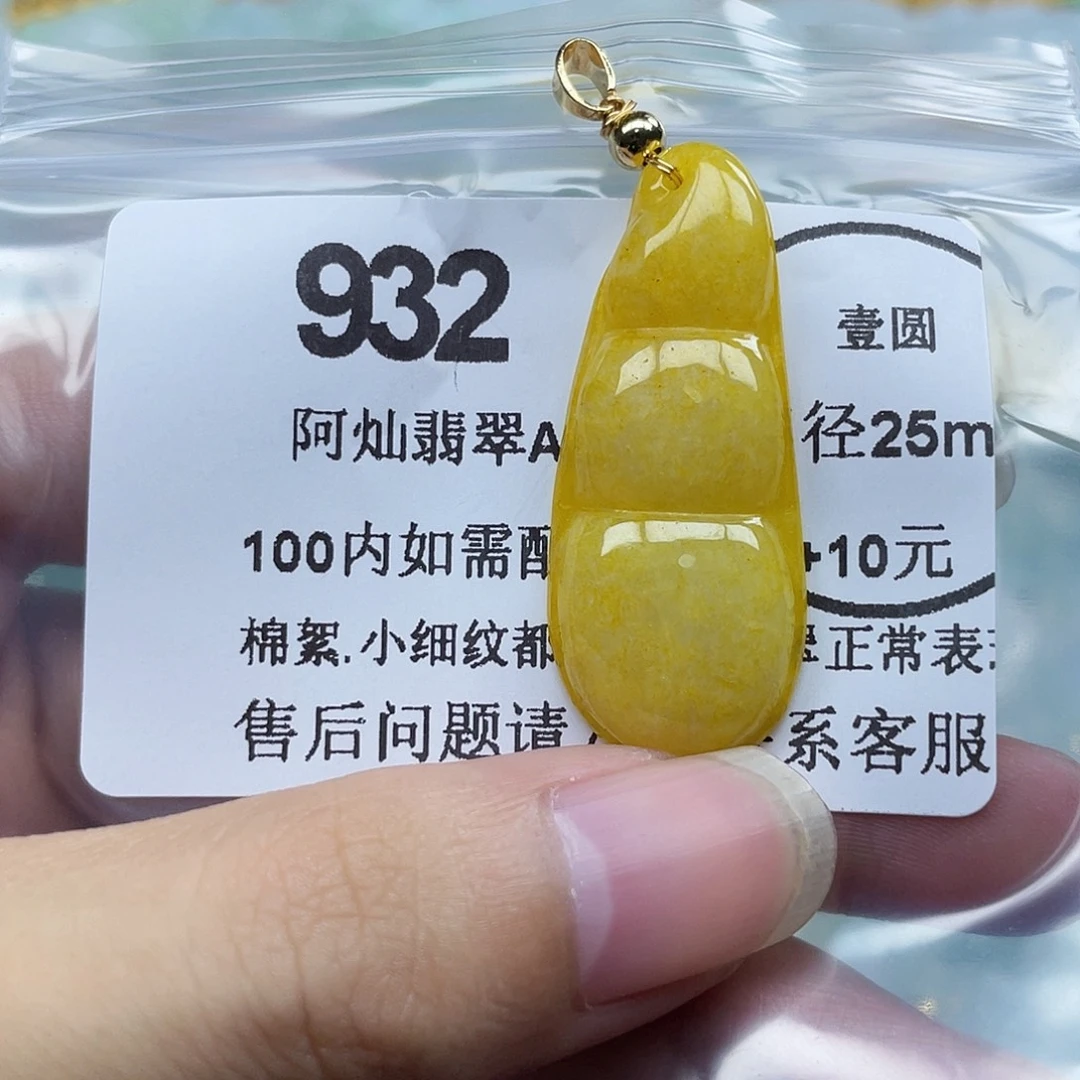 932
壹圆
阿灿翡翠A 径25m
100内如需 +10元
棉絮.小细纹都 正常表
售后问题请 系客服